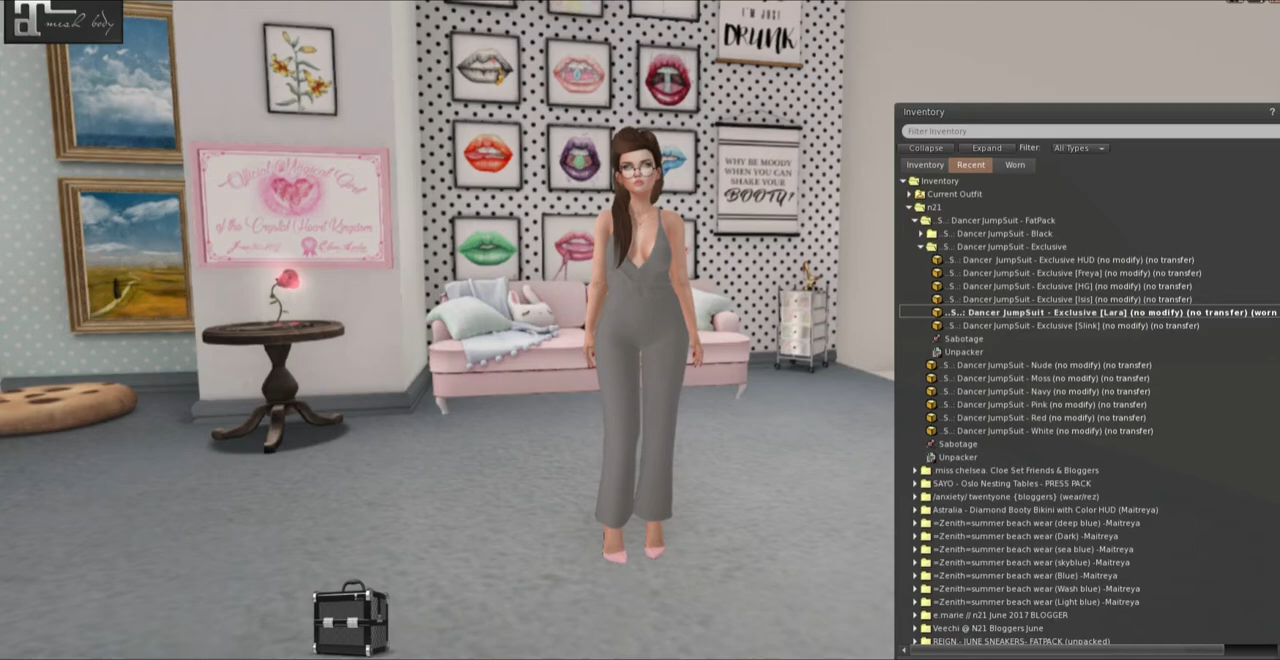 mesh body
I'M JUST
DRUNK
Official Magical Girl
of the Crystal Heart Kingdom
WHY BE MOODY
WHEN YOU CAN
SHAKE YOUR
BOOTY!
Inventory
?
Filter Inventory
Collapse
Expand
Filter:
All Types
Inventory
Recent
Worn
Inventory
Current Outfit
n21
..S..: Dancer JumpSuit - FatPack
..S..: Dancer JumpSuit - Black
..S..: Dancer JumpSuit - Exclusive
..S..: Dancer JumpSuit - Exclusive HUD (no modify) (no transfer)
..S..: Dancer JumpSuit - Exclusive [Freya] (no modify) (no transfer)
..S..: Dancer JumpSuit - Exclusive [HG] (no modify) (no transfer)
..S..: Dancer JumpSuit - Exclusive [Isis] (no modify) (no transfer)
..S..: Dancer JumpSuit - Exclusive [Lara] (no modify) (no transfer) (worn
..S..: Dancer JumpSuit - Exclusive [Slink] (no modify) (no transfer)
Sabotage
Unpacker
..S..: Dancer JumpSuit - Nude (no modify) (no transfer)
..S..: Dancer JumpSuit - Moss (no modify) (no transfer)
..S..: Dancer JumpSuit - Navy (no modify) (no transfer)
..S..: Dancer JumpSuit - Pink (no modify) (no transfer)
..S..: Dancer JumpSuit - Red (no modify) (no transfer)
..S..: Dancer JumpSuit - White (no modify) (no transfer)
Sabotage
Unpacker
.miss chelsea. Cloe Set Friends & Bloggers
SAYO - Oslo Nesting Tables - PRESS PACK
/anxiety/ twentyone {bloggers} (wear/rez)
Astralia - Diamond Booty Bikini with Color HUD (Maitreya)
=Zenith=summer beach wear (deep blue) -Maitreya
=Zenith=summer beach wear (Dark) -Maitreya
=Zenith=summer beach wear (sea blue) -Maitreya
=Zenith=summer beach wear (skyblue) -Maitreya
=Zenith=summer beach wear (Blue) -Maitreya
=Zenith=summer beach wear (Wash blue) -Maitreya
=Zenith=summer beach wear (Light blue) -Maitreya
e.marie // n21 June 2017 BLOGGER
Veechi @ N21 Bloggers June
REIGN.- JUNE SNEAKERS- FATPACK (unpacked)